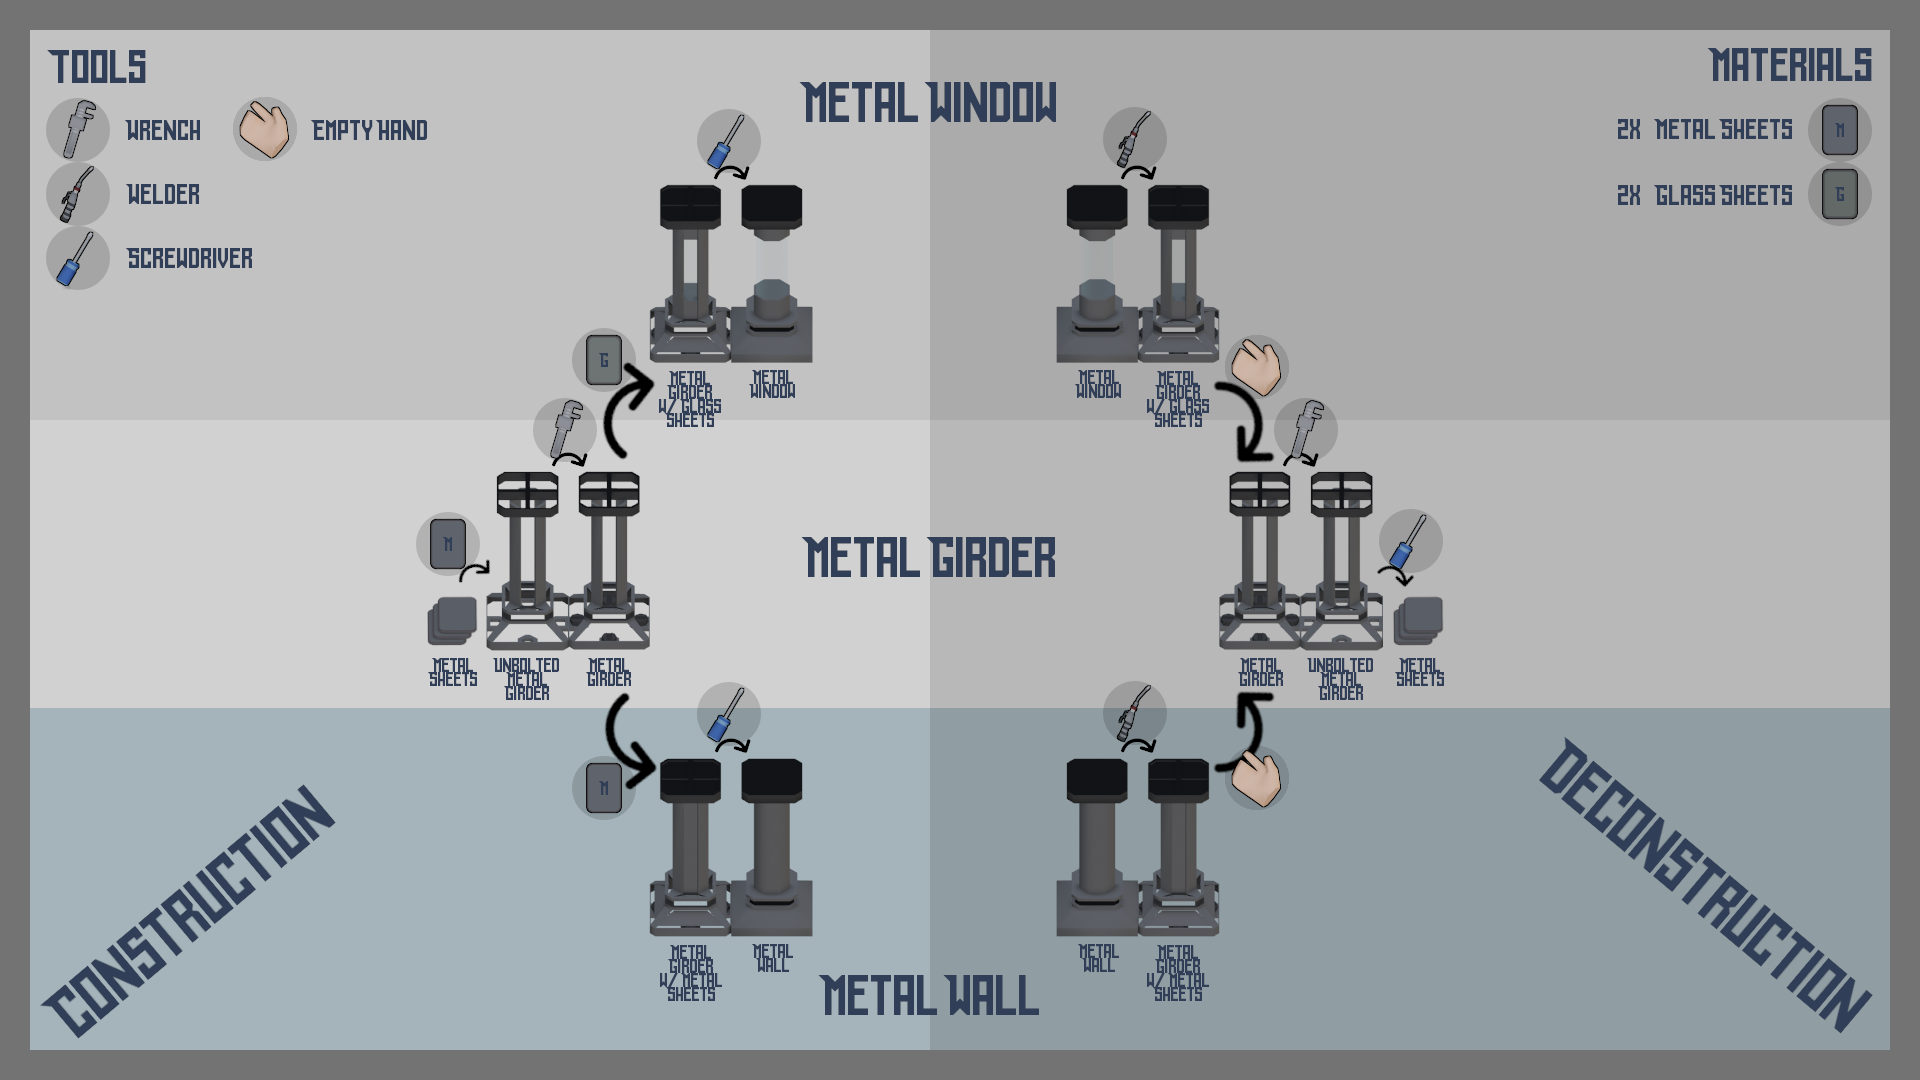 TOOLS
WRENCH
EMPTY HAND
WELDER
SCREWDRIVER
MATERIALS
2X METAL SHEETS
M
2X GLASS SHEETS
G
METAL WINDOW
G
METAL
GIRDER
W/ GLASS
SHEETS
METAL
WINDOW
METAL
WINDOW
METAL
GIRDER
W/ GLASS
SHEETS
METAL GIRDER
M
METAL
SHEETS
UNBOLTED
METAL
GIRDER
METAL
GIRDER
METAL
GIRDER
UNBOLTED
METAL
GIRDER
METAL
SHEETS
M
METAL
GIRDER
W/ METAL
SHEETS
METAL
WALL
METAL
WALL
METAL
GIRDER
W/ METAL
SHEETS
METAL WALL
CONSTRUCTION
DECONSTRUCTION